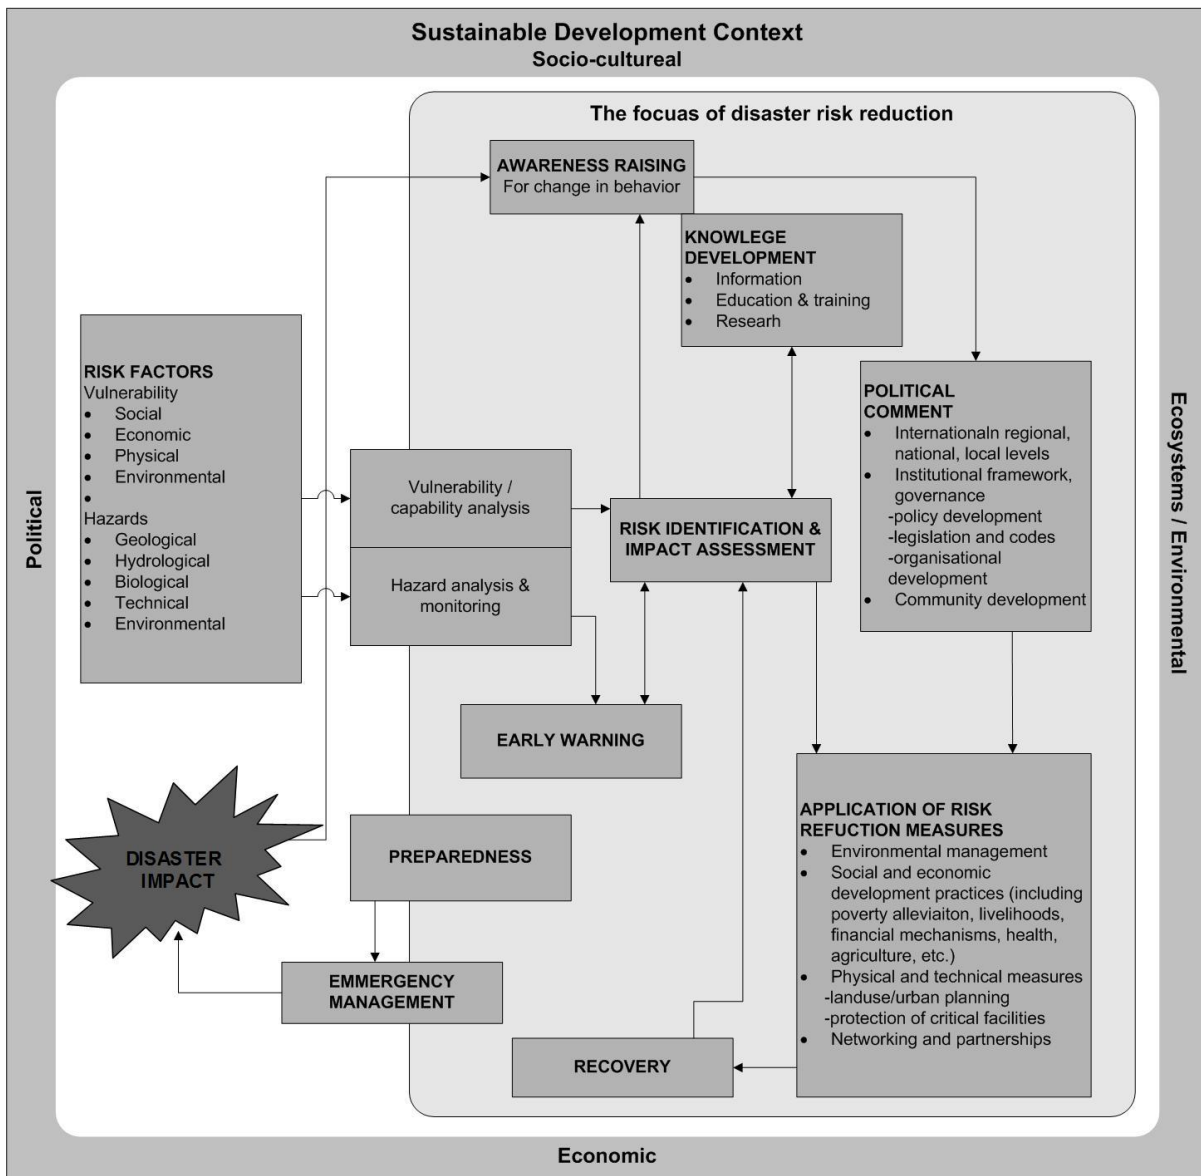 Sustainable Development Context
Socio-cultureal
The focuas of disaster risk reduction
AWARENESS RAISING
For change in behavior
KNOWLEGE
DEVELOPMENT
• Information
• Education & training
• Researh
RISK FACTORS
Vulnerability
• Social
• Economic
• Physical
• Environmental
•
Hazards
• Geological
• Hydrological
• Biological
• Technical
• Environmental
Political
Vulnerability /
capability analysis
Hazard analysis &
monitoring
RISK IDENTIFICATION &
IMPACT ASSESSMENT
POLITICAL
COMMENT
• Internationaln regional,
national, local levels
• Institutional framework,
governance
-policy development
-legislation and codes
-organisational
development
• Community development
Ecosystems / Environmental
EARLY WARNING
DISASTER
IMPACT
PREPAREDNESS
EMMERGENCY
MANAGEMENT
APPLICATION OF RISK
REFUCTION MEASURES
• Environmental management
• Social and economic
development practices (including
poverty alleviaiton, livelihoods,
financial mechanisms, health,
agriculture, etc.)
• Physical and technical measures
-landuse/urban planning
-protection of critical facilities
• Networking and partnerships
RECOVERY
Economic